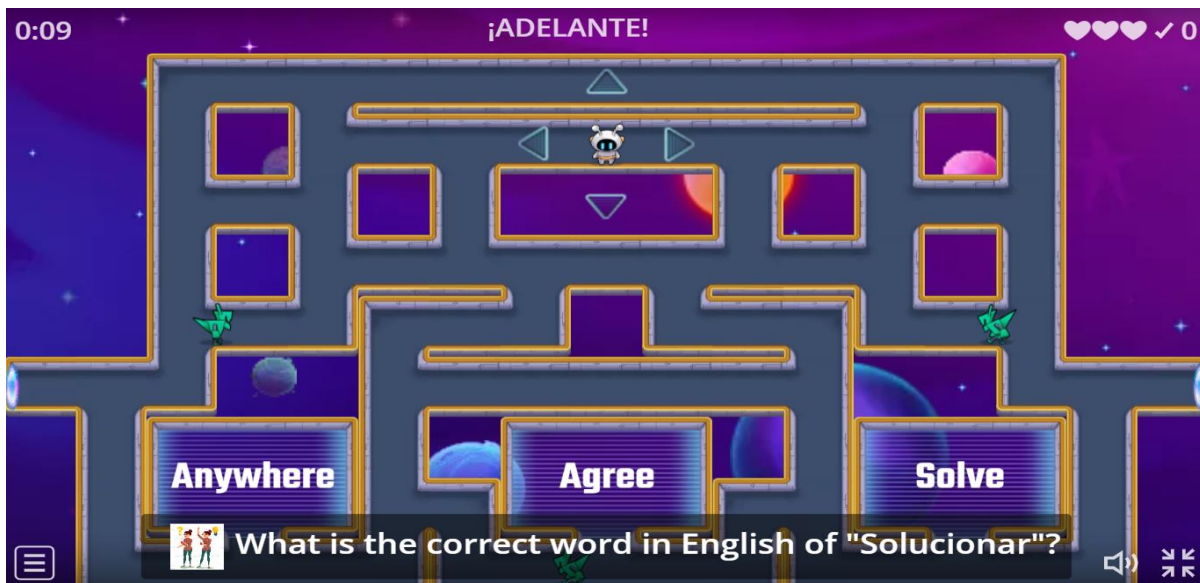 0:09 ¡ADELANTE! ✓ 0
Anywhere Agree Solve
What is the correct word in English of "Solucionar"?